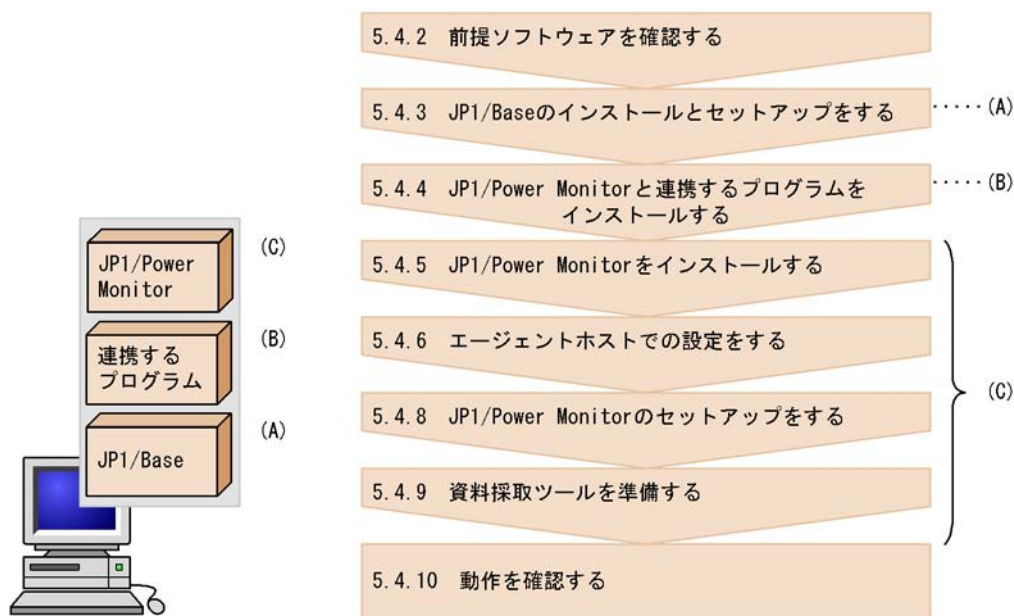 5.4.2 前提ソフトウェアを確認する
5.4.3 JP1/Baseのインストールとセットアップをする
·····(A)
5.4.4 JP1/Power Monitorと連携するプログラムを
インストールする
·····(B)
5.4.5 JP1/Power Monitorをインストールする
5.4.6 エージェントホストでの設定をする
5.4.8 JP1/Power Monitorのセットアップをする
5.4.9 資料採取ツールを準備する
(C)
5.4.10 動作を確認する
JP1/Power
Monitor
(C)
連携する
プログラム
(B)
JP1/Base
(A)